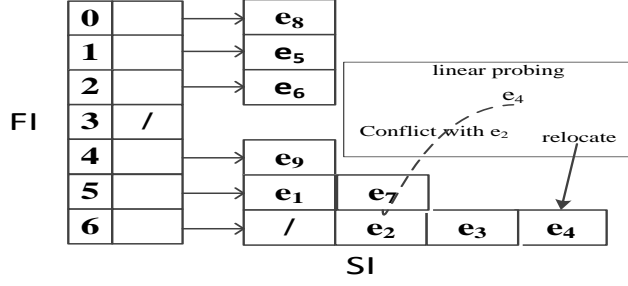 0 e₈
1 e₅
linear probing
2 e₆
e₄
FI 3 /
Conflict with e₂
relocate
4 e₉
5 e₁ e₇
6 / e₂ e₃ e₄
SI